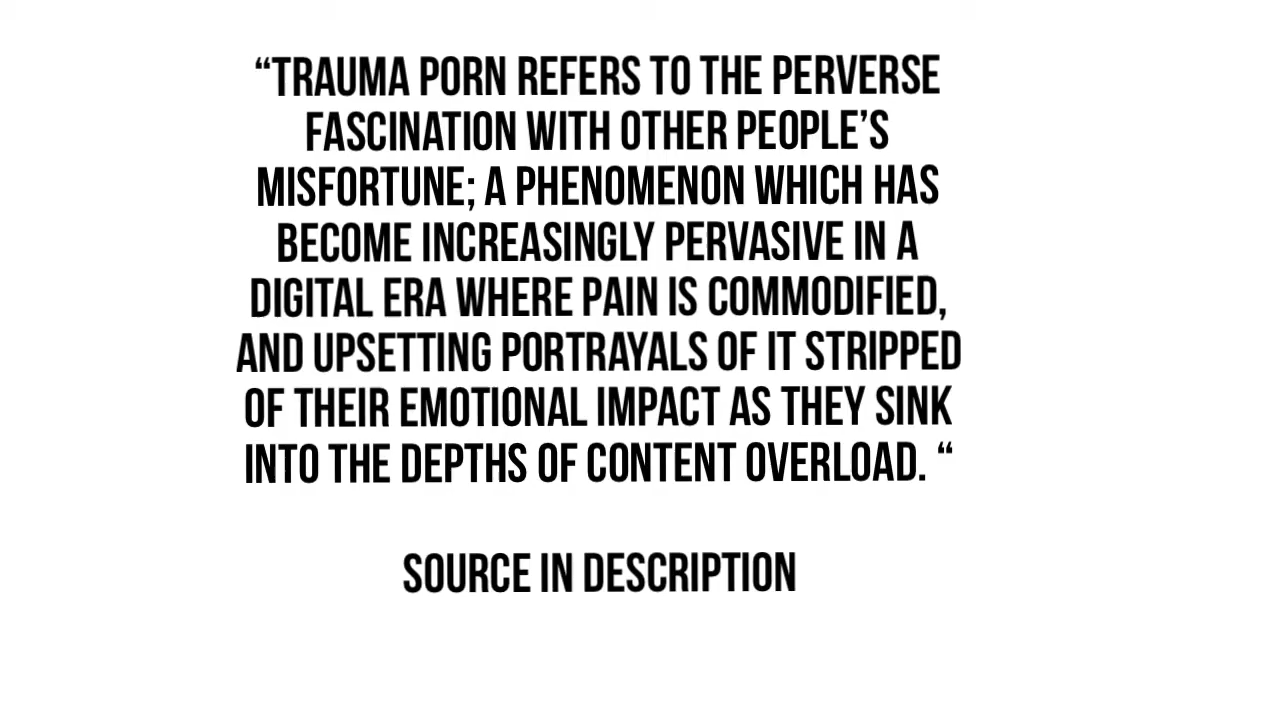 “TRAUMA PORN REFERS TO THE PERVERSE
FASCINATION WITH OTHER PEOPLE’S
MISFORTUNE; A PHENOMENON WHICH HAS
BECOME INCREASINGLY PERVASIVE IN A
DIGITAL ERA WHERE PAIN IS COMMODIFIED,
AND UPSETTING PORTRAYALS OF IT STRIPPED
OF THEIR EMOTIONAL IMPACT AS THEY SINK
INTO THE DEPTHS OF CONTENT OVERLOAD. “
SOURCE IN DESCRIPTION